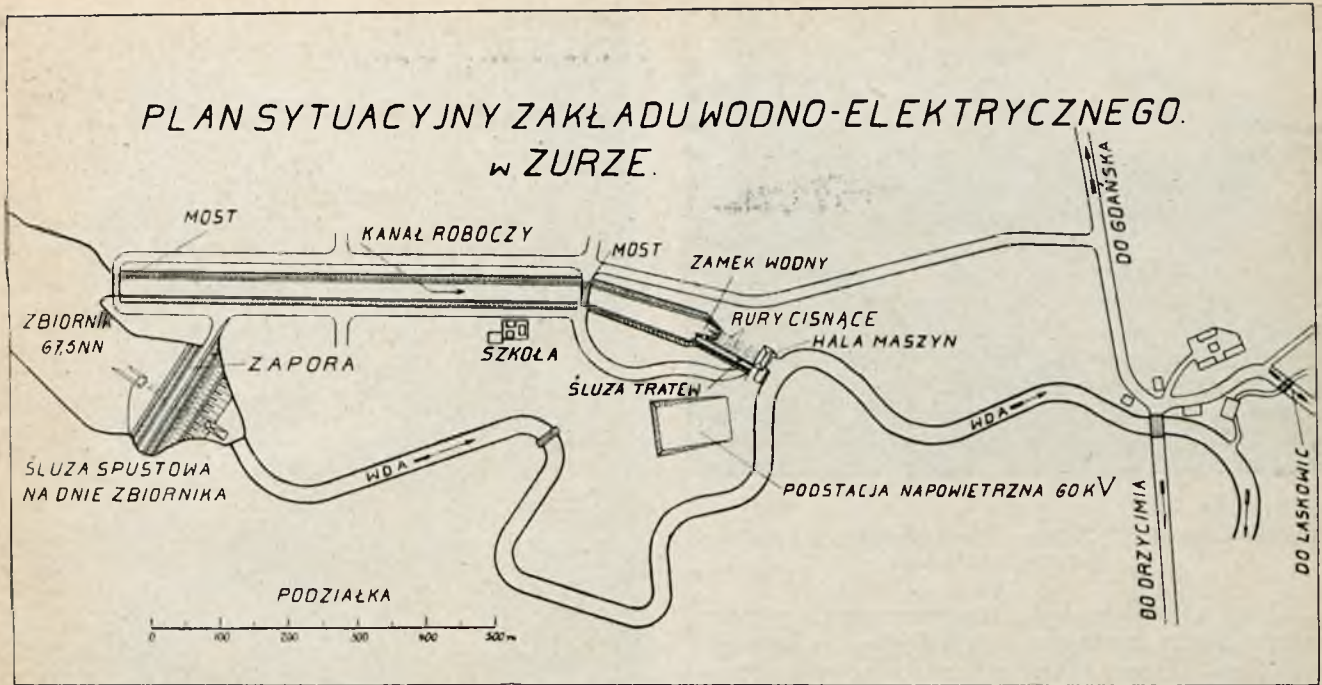 PLAN SYTUACYJNY ZAKŁADU WODNO-ELEKTRYCZNEGO.
w ŻURZE.
MOST
KANAŁ ROBOCZY
MOST
ZAMEK WODNY
DO GDAŃSKA
ZBIORNIK
67,5NN
ZAPORA
SZKOŁA
RURY CISNĄCE
HALA MASZYN
ŚLUZA TRATEW
WDA
WDA
ŚLUZA SPUSTOWA
NA DNIE ZBIORNIKA
PODSTACJA NAPOWIETRZNA 60KV
DO DRZYCIMIA
DO LASKOWIC
PODZIAŁKA
0 100 200 300 400 500m